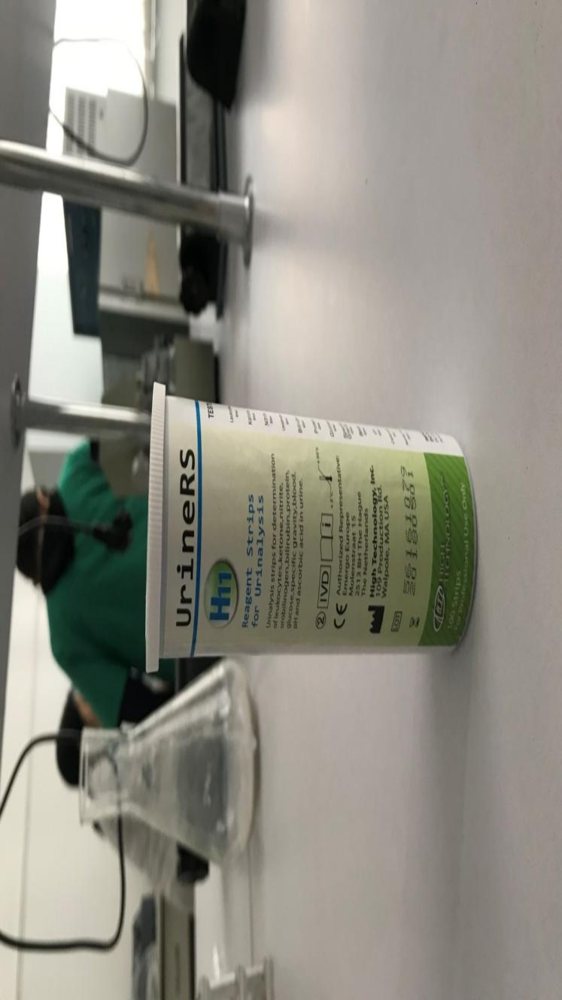 UrineRS
H11
Reagent Strips
for Urinalysis
Urinalysis strips for determination
of leukocytes,ketone,nitrite,
urobilinogen,bilirubin,protein,
glucose,specific gravity,blood,
pH and ascorbic acid in urine.
2 IVD i +2°C +30°C
CE Authorized Representative:
Emergo Europe
Molenstraat 15
2513 BH The Hague
The Netherlands
High Technology, Inc.
109 Production Rd.
Walpole, MA USA
LOT
20180501
HTI HIGH
TECHNOLOGY
100 Strips
For Professional Use Only
TEST